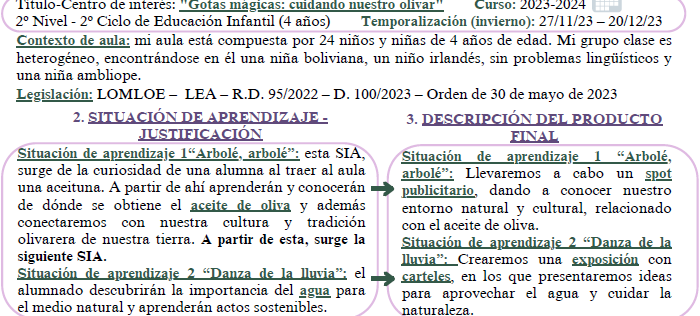 Título-Centro de interés: "Gotas mágicas: cuidando nuestro olivar" Curso: 2023-2024
2º Nivel - 2º Ciclo de Educación Infantil (4 años) Temporalización (invierno): 27/11/23 – 20/12/23
Contexto de aula: mi aula está compuesta por 24 niños y niñas de 4 años de edad. Mi grupo clase es
heterogéneo, encontrándose en él una niña boliviana, un niño irlandés, sin problemas lingüísticos y
una niña ambliope.
Legislación: LOMLOE – LEA – R.D. 95/2022 – D. 100/2023 – Orden de 30 de mayo de 2023
2. SITUACIÓN DE APRENDIZAJE -
JUSTIFICACIÓN
Situación de aprendizaje 1“Arbolé, arbolé”: esta SIA,
surge de la curiosidad de una alumna al traer al aula
una aceituna. A partir de ahí aprenderán y conocerán
de dónde se obtiene el aceite de oliva y además
conectaremos con nuestra cultura y tradición
olivarera de nuestra tierra. A partir de esta, surge la
siguiente SIA.
Situación de aprendizaje 2 “Danza de la lluvia”: el
alumnado descubrirán la importancia del agua para
el medio natural y aprenderán actos sostenibles.
3. DESCRIPCIÓN DEL PRODUCTO
FINAL
Situación de aprendizaje 1 “Arbolé,
arbolé”: Llevaremos a cabo un spot
publicitario, dando a conocer nuestro
entorno natural y cultural, relacionado
con el aceite de oliva.
Situación de aprendizaje 2 “Danza de la
lluvia”: Crearemos una exposición con
carteles, en los que presentaremos ideas
para aprovechar el agua y cuidar la
naturaleza.